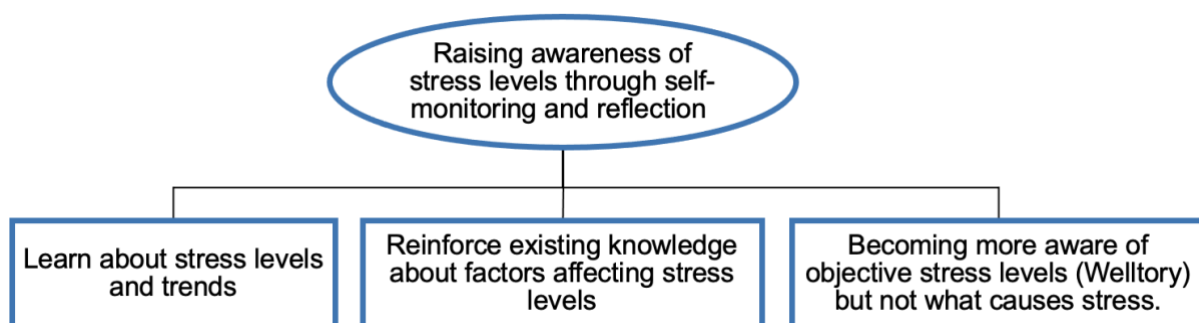 Raising awareness of
stress levels through self-
monitoring and reflection
Learn about stress levels
and trends
Reinforce existing knowledge
about factors affecting stress
levels
Becoming more aware of
objective stress levels (Welltory)
but not what causes stress.